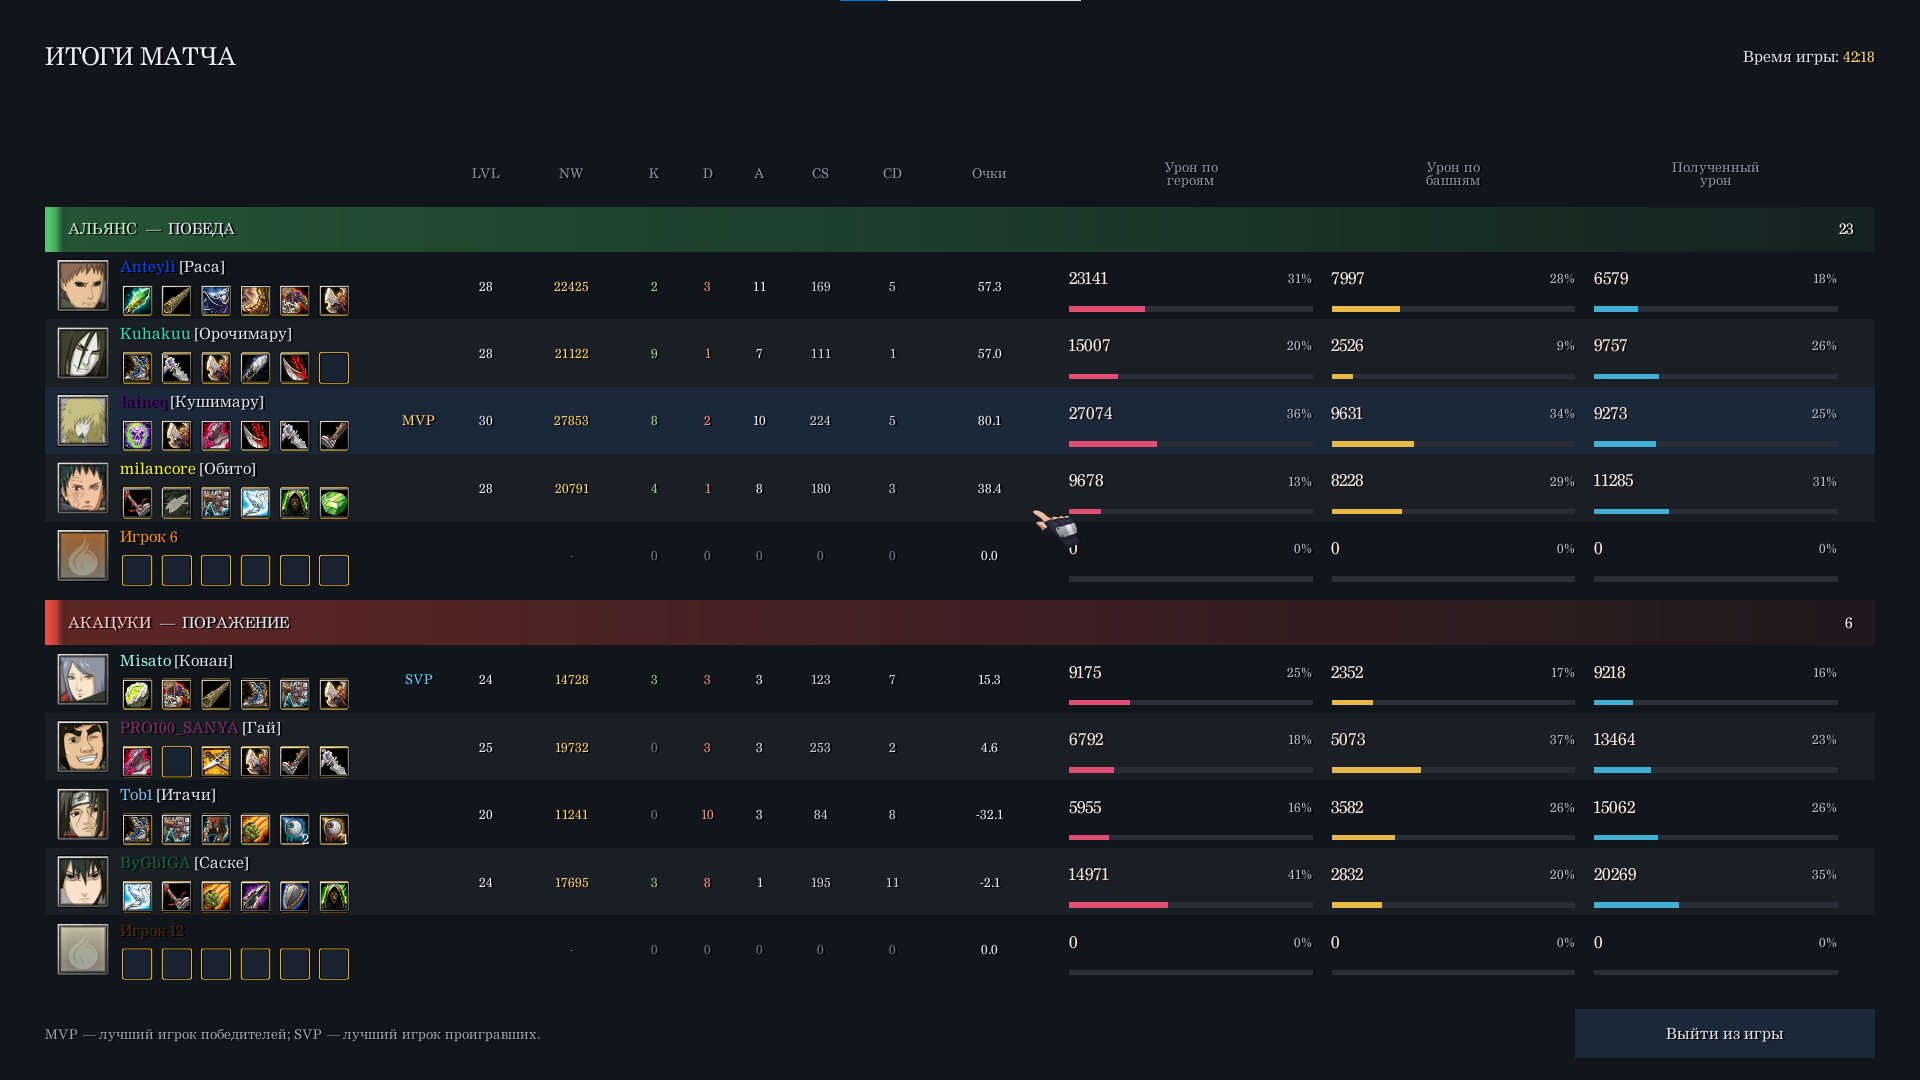 ИТОГИ МАТЧА
Время игры: 42:18
LVL NW K D A CS CD Очки Урон по героям Урон по башням Полученный урон
АЛЬЯНС — ПОБЕДА 23
Anteyli [Раса] 28 22425 2 3 11 169 5 57.3 23141 31% 7997 28% 6579 18%
Kuhakuu [Орочимару] 28 21122 9 1 7 111 1 57.0 15007 20% 2526 9% 9757 26%
laineq [Кушимару] MVP 30 27853 8 2 10 224 5 80.1 27074 36% 9631 34% 9273 25%
milancore [Обито] 28 20791 4 1 8 180 3 38.4 9678 13% 8228 29% 11285 31%
Игрок 6 - 0 0 0 0 0 0.0 0 0% 0 0% 0 0%
АКАЦУКИ — ПОРАЖЕНИЕ 6
Misato [Конан] SVP 24 14728 3 3 3 123 7 15.3 9175 25% 2352 17% 9218 16%
PRO100_SANYA [Гай] 25 19732 0 3 3 253 2 4.6 6792 18% 5073 37% 13464 23%
Tob1 [Итачи] 2 1 20 11241 0 10 3 84 8 -32.1 5955 16% 3582 26% 15062 26%
ByGbIGA [Саске] 24 17695 3 8 1 195 11 -2.1 14971 41% 2832 20% 20269 35%
Игрок 12 - 0 0 0 0 0 0.0 0 0% 0 0% 0 0%
MVP — лучший игрок победителей; SVP — лучший игрок проигравших.
Выйти из игры